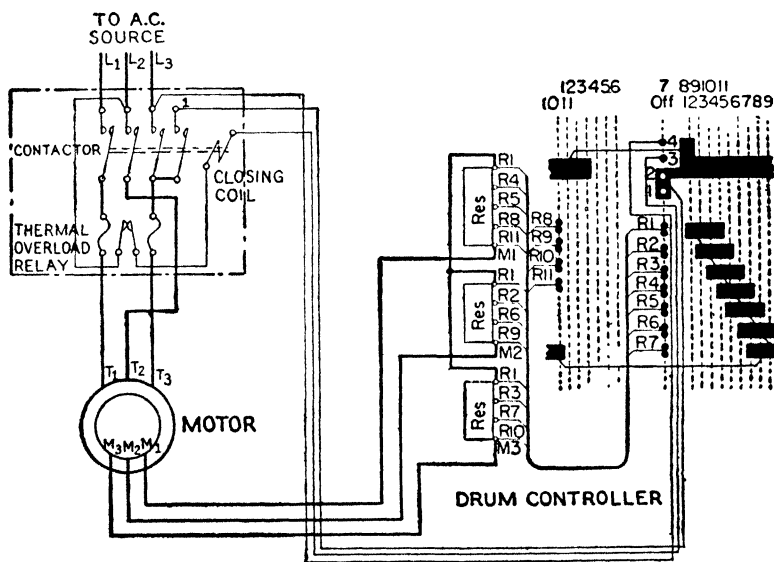 TO A.C.
SOURCE
L1 L2 L3
1
CONTACTOR
CLOSING
COIL
THERMAL
OVERLOAD
RELAY
T1 T2 T3
MOTOR
M3 M2 M1
123456 7 891011
1011 Off 123456789
4
3
2
1
Res
R1
R4
R5
R8
R11
M1
R8
R9
R10
R11
Res
R1
R2
R6
R9
M2
Res
R1
R3
R7
R10
M3
R1
R2
R3
R4
R5
R6
R7
DRUM CONTROLLER